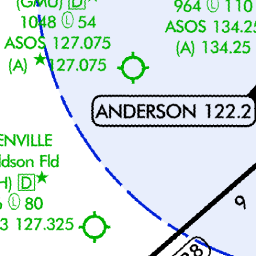 (GMU) D
1048 L 54
ASOS 127.075
(A) ★127.075
964 L 110
ASOS 134.25
(A) 134.25
ANDERSON 122.2
ENVILLE
ldson Fld
H) D★
L 80
3 127.325
9